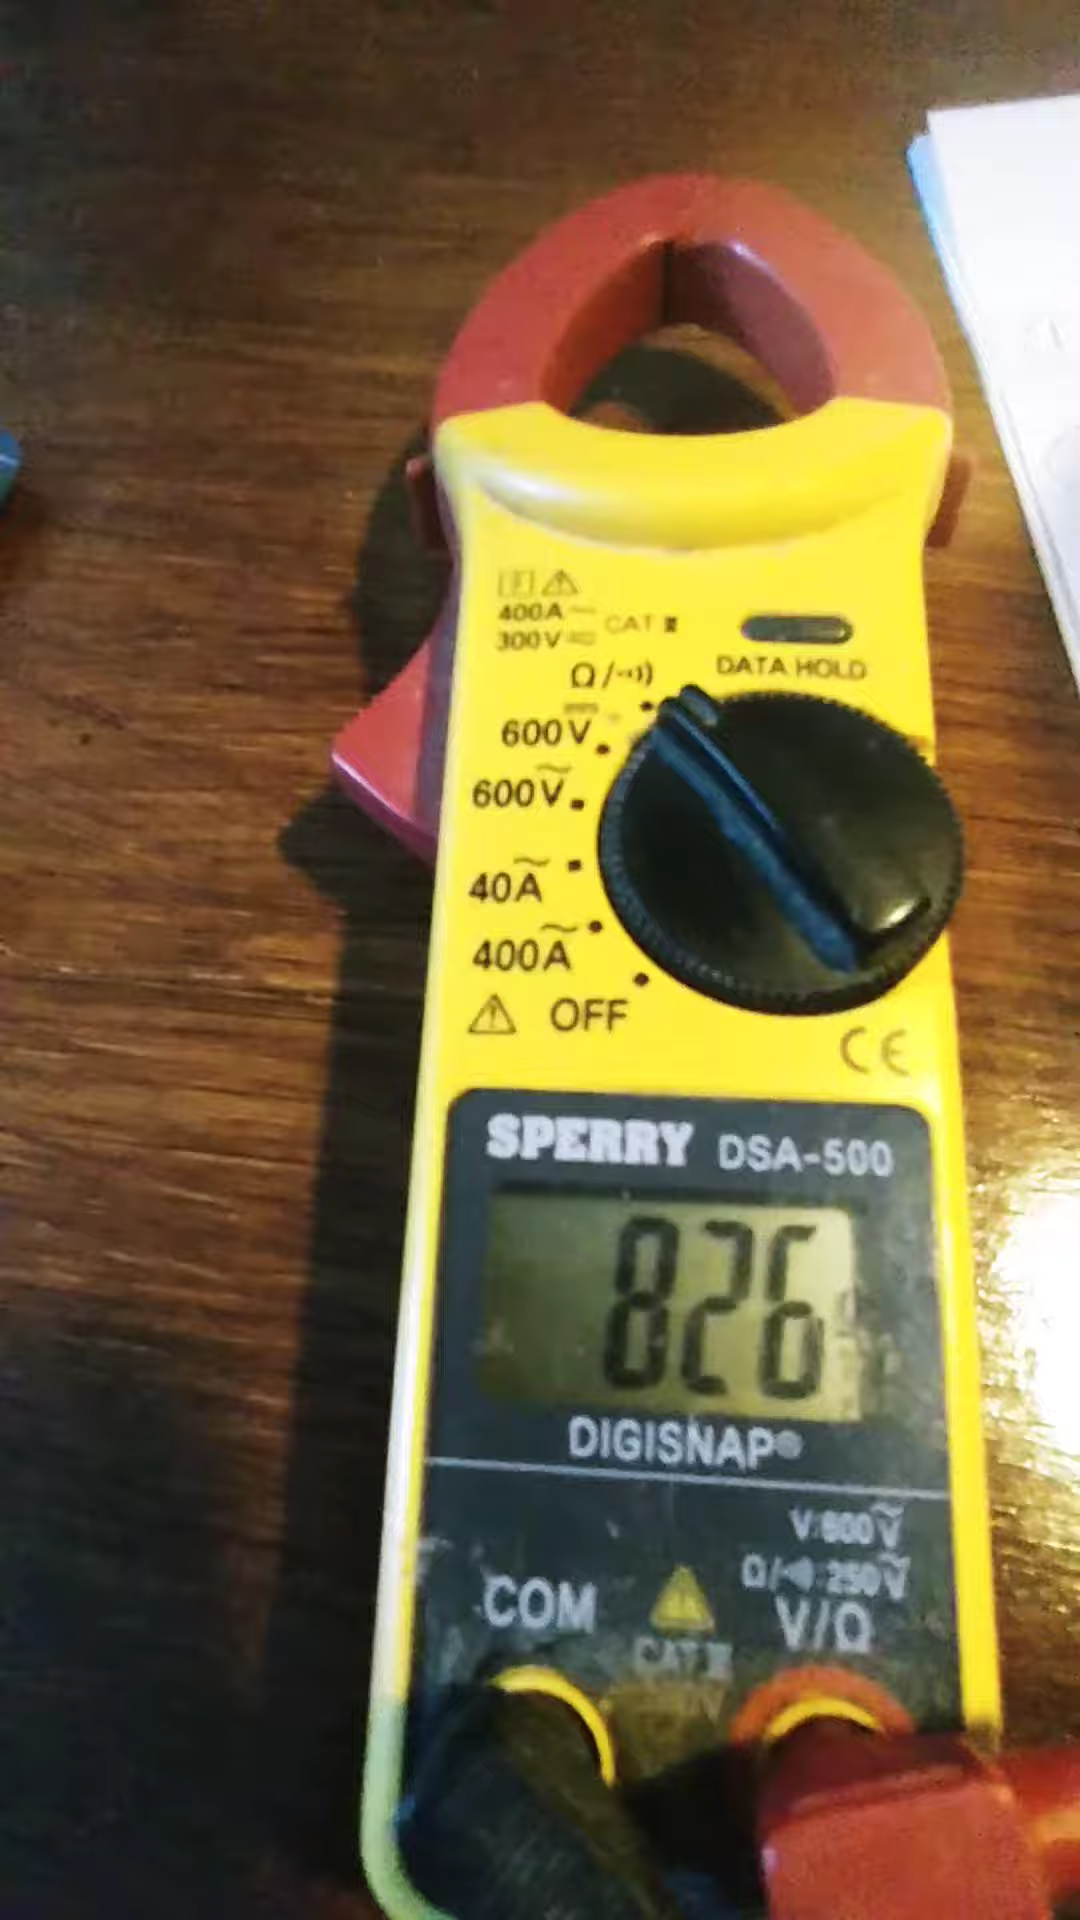 400A~ CAT II
300V
Ω/•))) DATA HOLD
600V
600V~
40A~
400A~
⚠ OFF
CE
SPERRY DSA-500
826
DIGISNAP®
V:600V
Ω/ :250V
COM V/Ω
CAT II